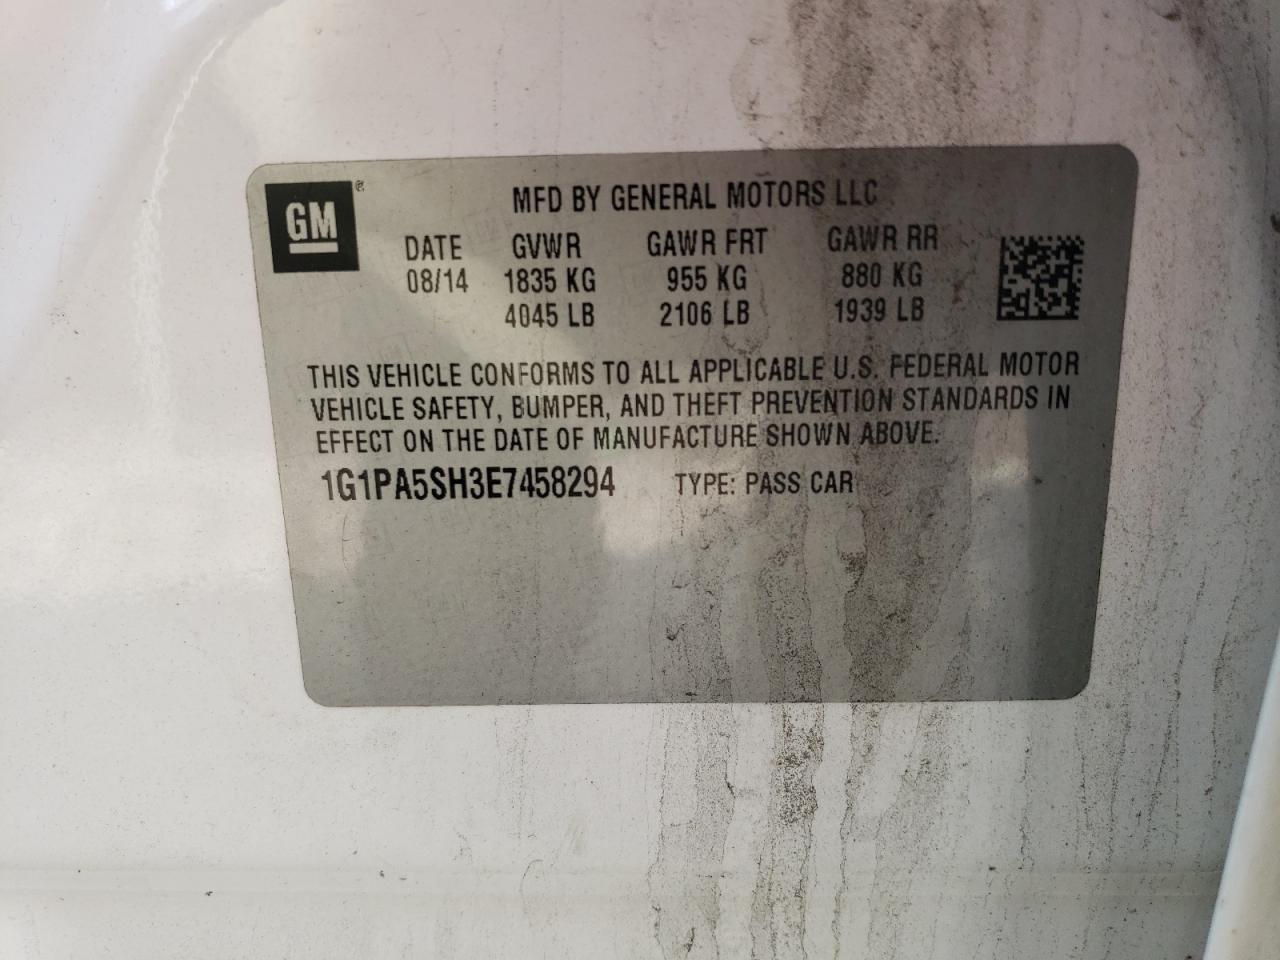 GM ®
MFD BY GENERAL MOTORS LLC
DATE GVWR GAWR FRT GAWR RR
08/14 1835 KG 955 KG 880 KG
4045 LB 2106 LB 1939 LB
THIS VEHICLE CONFORMS TO ALL APPLICABLE U.S. FEDERAL MOTOR
VEHICLE SAFETY, BUMPER, AND THEFT PREVENTION STANDARDS IN
EFFECT ON THE DATE OF MANUFACTURE SHOWN ABOVE.
1G1PA5SH3E7458294 TYPE: PASS CAR